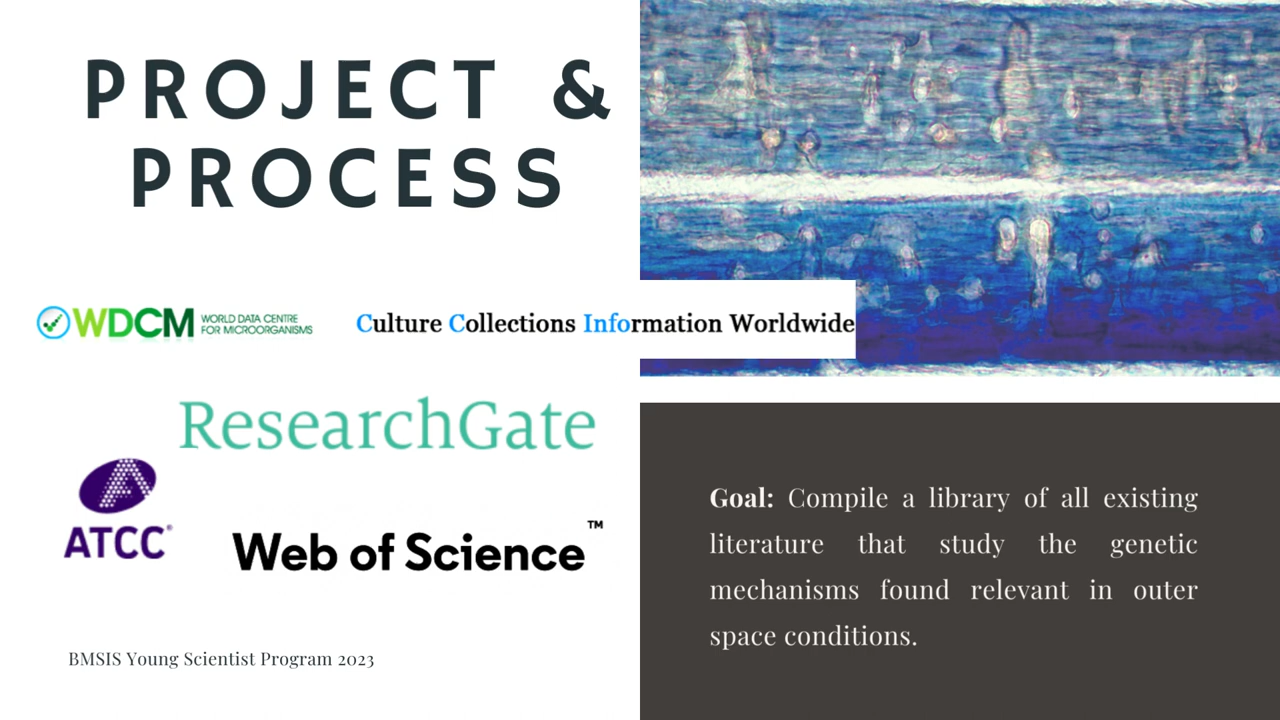 PROJECT &
PROCESS
WDCM WORLD DATA CENTRE
FOR MICROORGANISMS
Culture Collections Information Worldwide
ResearchGate
ATCC®
Web of Science™
BMSIS Young Scientist Program 2023
Goal: Compile a library of all existing
literature that study the genetic
mechanisms found relevant in outer
space conditions.